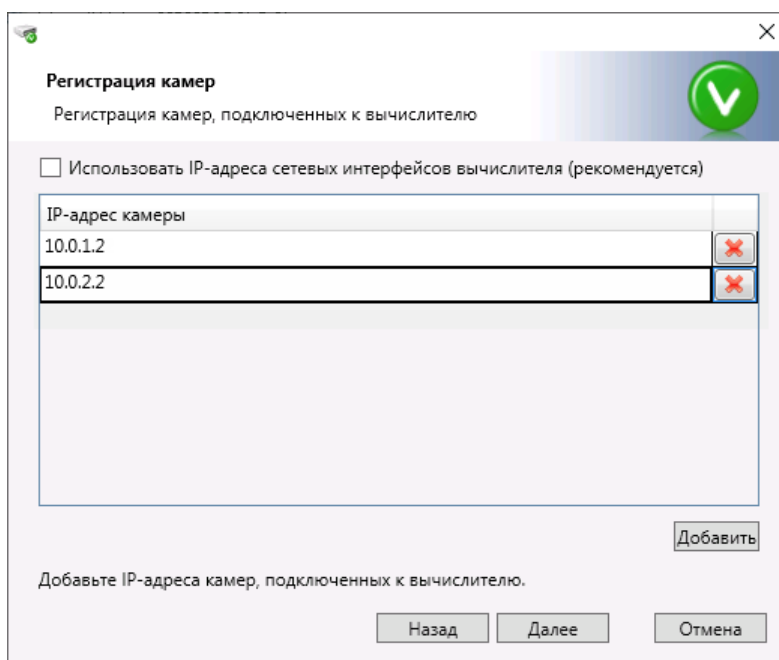 Регистрация камер
Регистрация камер, подключенных к вычислителю
Использовать IP-адреса сетевых интерфейсов вычислителя (рекомендуется)
IP-адрес камеры
10.0.1.2
10.0.2.2
Добавить
Добавьте IP-адреса камер, подключенных к вычислителю.
Назад Далее Отмена